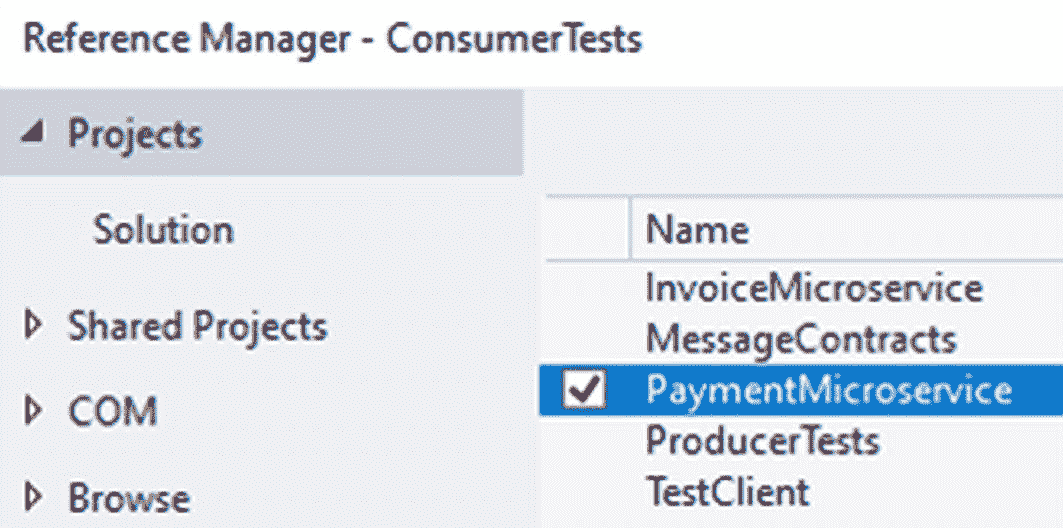 Reference Manager - ConsumerTests
Projects
Solution
Shared Projects
COM
Browse
Name
InvoiceMicroservice
MessageContracts
PaymentMicroservice
ProducerTests
TestClient